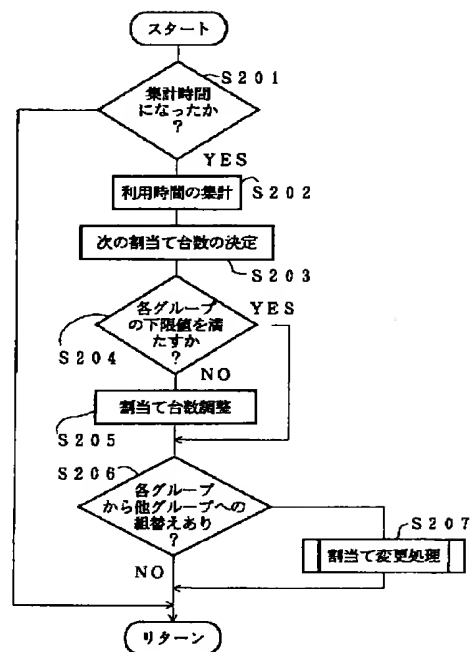 スタート
S201
集計時間
になったか
?
YES
利用時間の集計
S202
次の割当て台数の決定
S203
各グループ
の下限値を満
たすか
?
YES
S204
NO
割当て台数調整
S205
S206
各グループ
から他グループへの
組替えあり
?
S207
割当て変更処理
NO
リターン